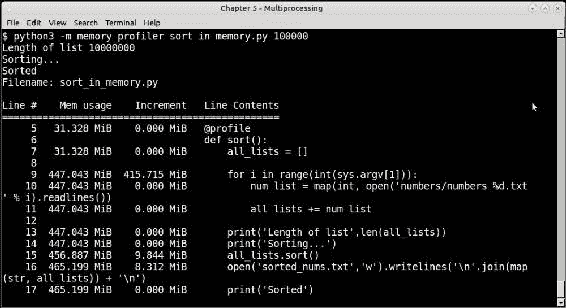 Chapter 5 - Multiprocessing
File Edit View Search Terminal Help
$ python3 -m memory_profiler sort_in_memory.py 100000
Length of list 10000000
Sorting...
Sorted
Filename: sort_in_memory.py
Line # Mem usage Increment Line Contents
================================================
5 31.328 MiB 0.000 MiB @profile
6 def sort():
7 31.328 MiB 0.000 MiB all_lists = []
8
9 447.043 MiB 415.715 MiB for i in range(int(sys.argv[1])):
10 447.043 MiB 0.000 MiB num_list = map(int, open('numbers/numbers_%d.txt
' % i).readlines())
11 447.043 MiB 0.000 MiB all_lists += num_list
12
13 447.043 MiB 0.000 MiB print('Length of list',len(all_lists))
14 447.043 MiB 0.000 MiB print('Sorting...')
15 456.887 MiB 9.844 MiB all_lists.sort()
16 465.199 MiB 8.312 MiB open('sorted_nums.txt','w').writelines('\n'.join(map
(str, all_lists)) + '\n')
17 465.199 MiB 0.000 MiB print('Sorted')